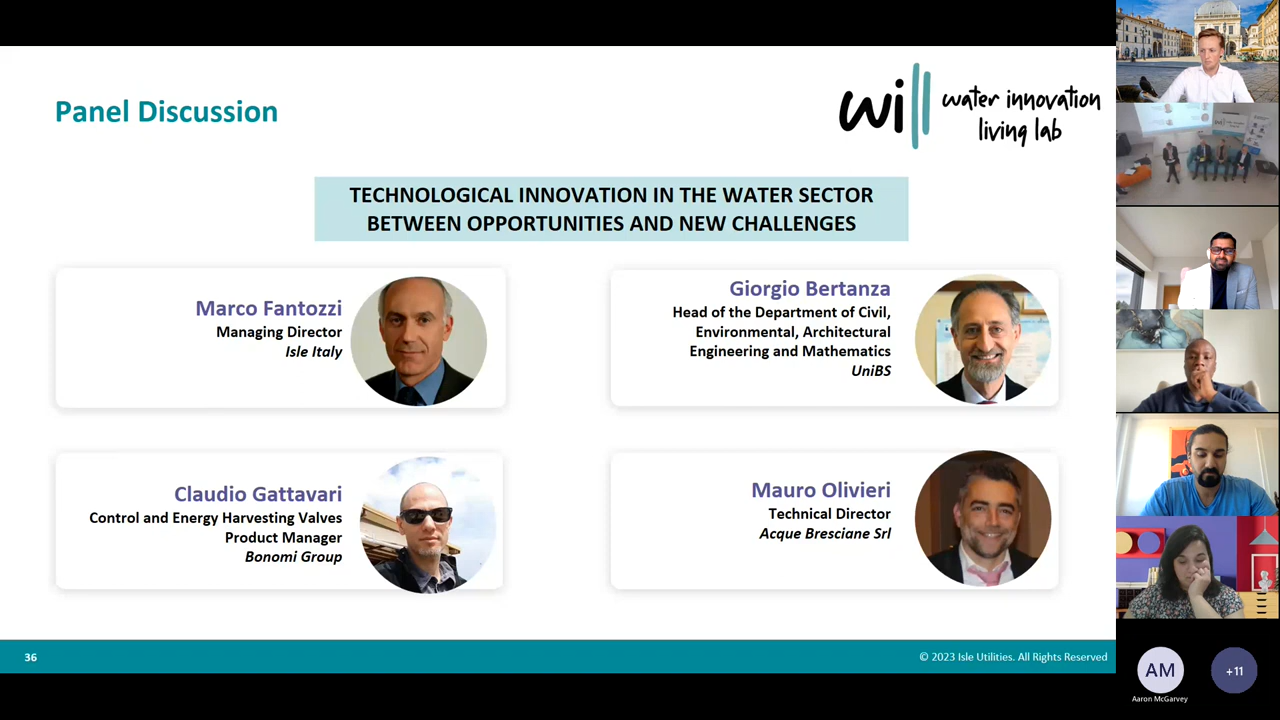 Panel Discussion
will
water innovation
living lab
TECHNOLOGICAL INNOVATION IN THE WATER SECTOR
BETWEEN OPPORTUNITIES AND NEW CHALLENGES
Marco Fantozzi
Managing Director
Isle Italy
Giorgio Bertanza
Head of the Department of Civil,
Environmental, Architectural
Engineering and Mathematics
UniBS
Claudio Gattavari
Control and Energy Harvesting Valves
Product Manager
Bonomi Group
Mauro Olivieri
Technical Director
Acque Bresciane Srl
36
© 2023 Isle Utilities. All Rights Reserved
AM
+11
Aaron McGarvey